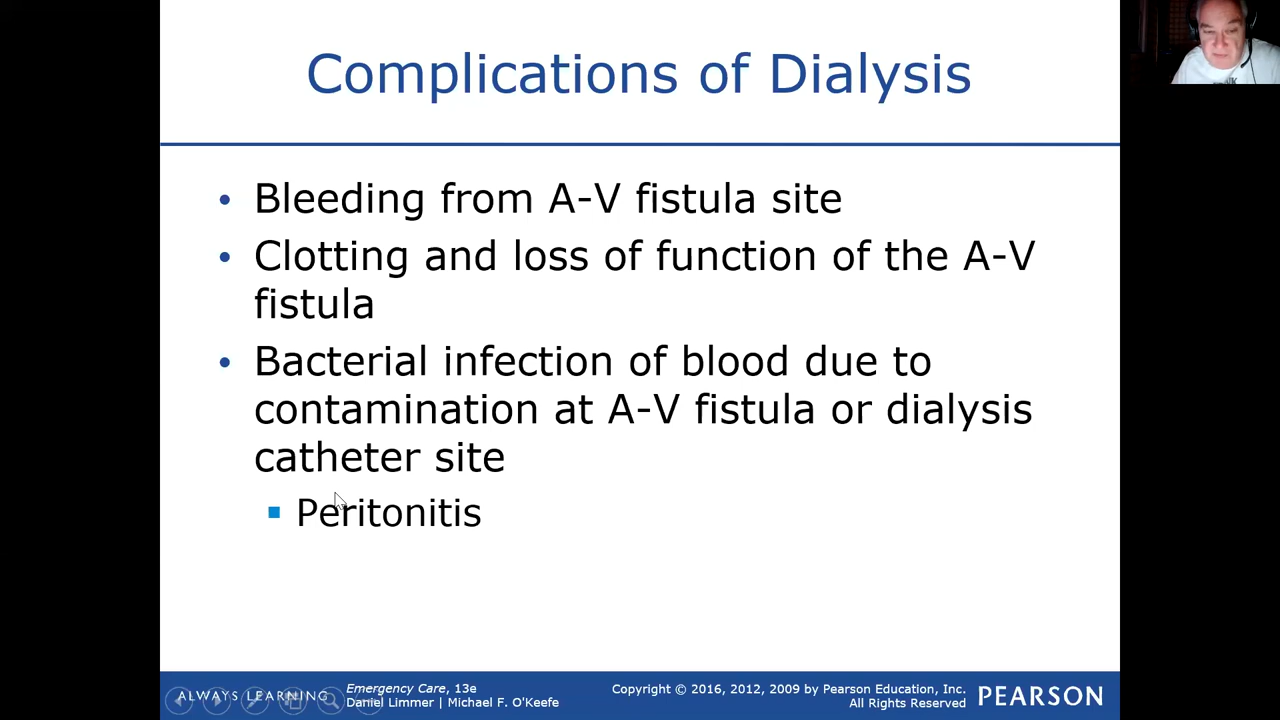 Complications of Dialysis
• Bleeding from A-V fistula site
• Clotting and loss of function of the A-V
fistula
• Bacterial infection of blood due to
contamination at A-V fistula or dialysis
catheter site
▪ Peritonitis
ALWAYS LEARNING
Emergency Care, 13e
Daniel Limmer | Michael F. O'Keefe
Copyright © 2016, 2012, 2009 by Pearson Education, Inc.
All Rights Reserved
PEARSON